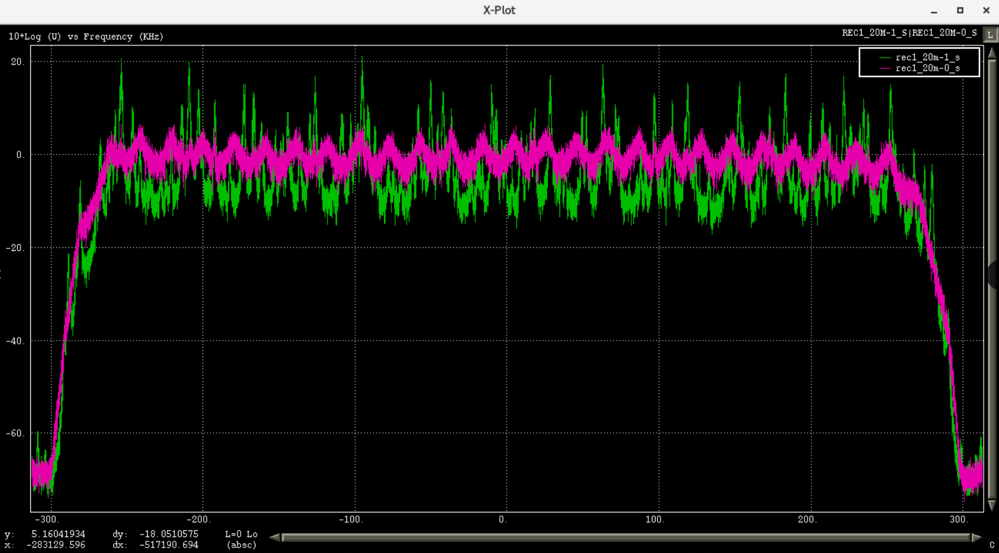 X-Plot
10*Log (U) vs Frequency (KHz)
REC1_20M-1_S|REC1_20M-0_S
L
rec1_20m-1_s
rec1_20m-0_s
20.
0.
-20.
-40.
-60.
-300. -200. -100. 0. 100. 200. 300.
y: 5.16041934 dy: -18.0510575 L=0 Lo
x: -283129.596 dx: -517190.694 (absc)
C